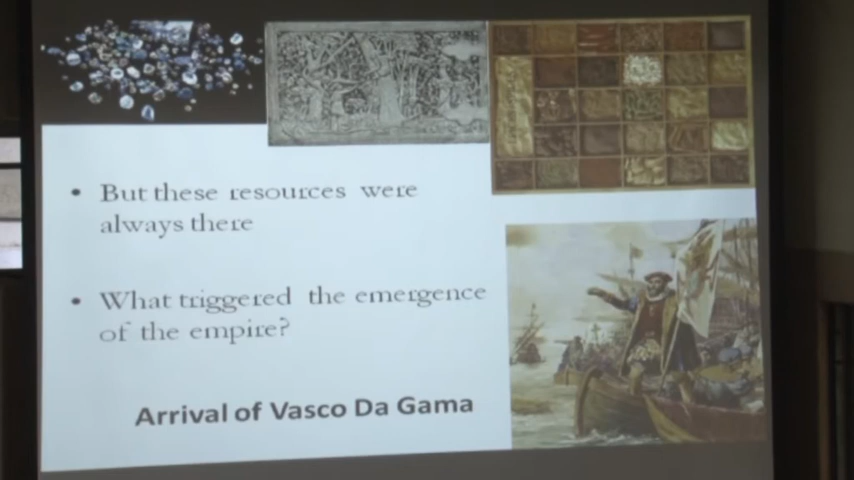 • But these resources were
always there
• What triggered the emergence
of the empire?
Arrival of Vasco Da Gama